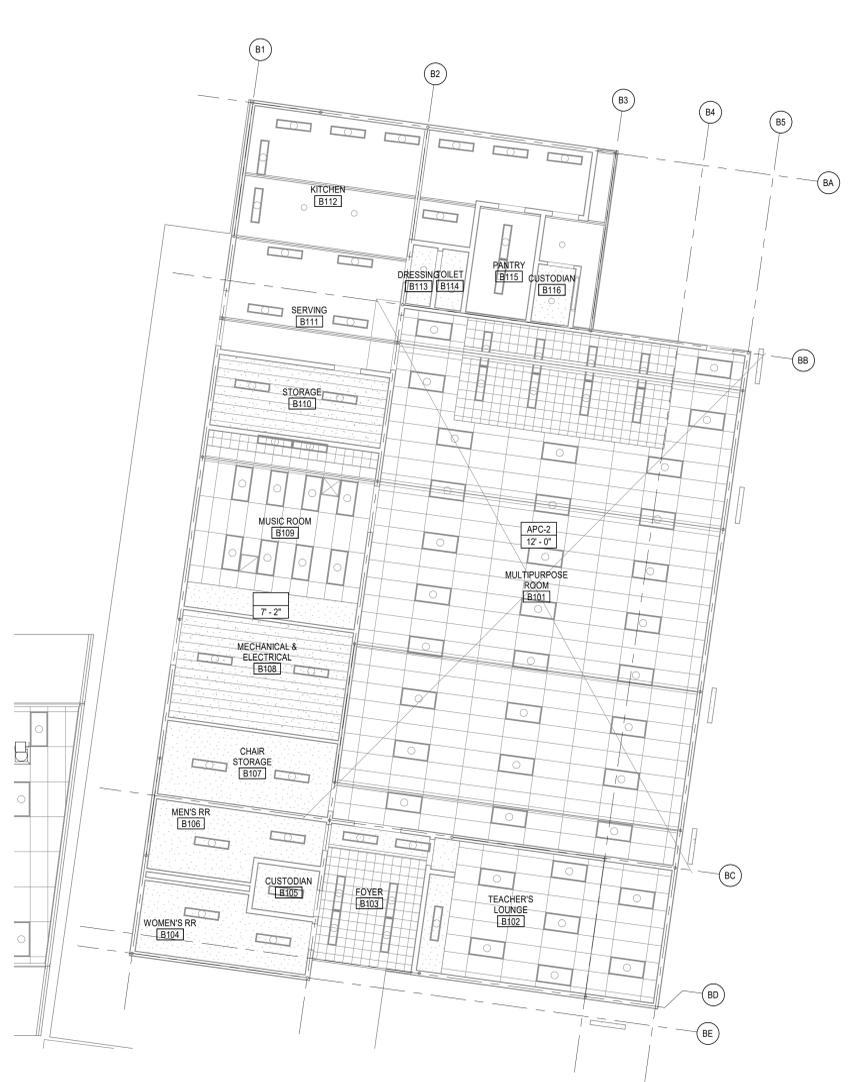 B1
B2
B3
B4
B5
BA
KITCHEN
B112
DRESSING
B113
TOILET
B114
PANTRY
B115
CUSTODIAN
B116
SERVING
B111
BB
STORAGE
B110
MUSIC ROOM
B109
APC-2
12' - 0"
MULTIPURPOSE
ROOM
B101
7' - 2"
MECHANICAL &
ELECTRICAL
B108
CHAIR
STORAGE
B107
MEN'S RR
B106
BC
CUSTODIAN
B105
FOYER
B103
TEACHER'S
LOUNGE
B102
WOMEN'S RR
B104
BD
BE